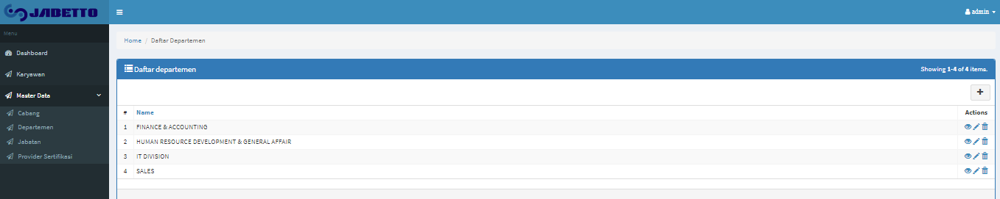 JABETTO
admin
Menu
Home / Daftar Departemen
Dashboard
Daftar departemen
Showing 1-4 of 4 items.
Karyawan
Master Data
Cabang
Departemen
Jabatan
Provider Sertifikasi
# Name Actions
1 FINANCE & ACCOUNTING
2 HUMAN RESOURCE DEVELOPMENT & GENERAL AFFAIR
3 IT DIVISION
4 SALES